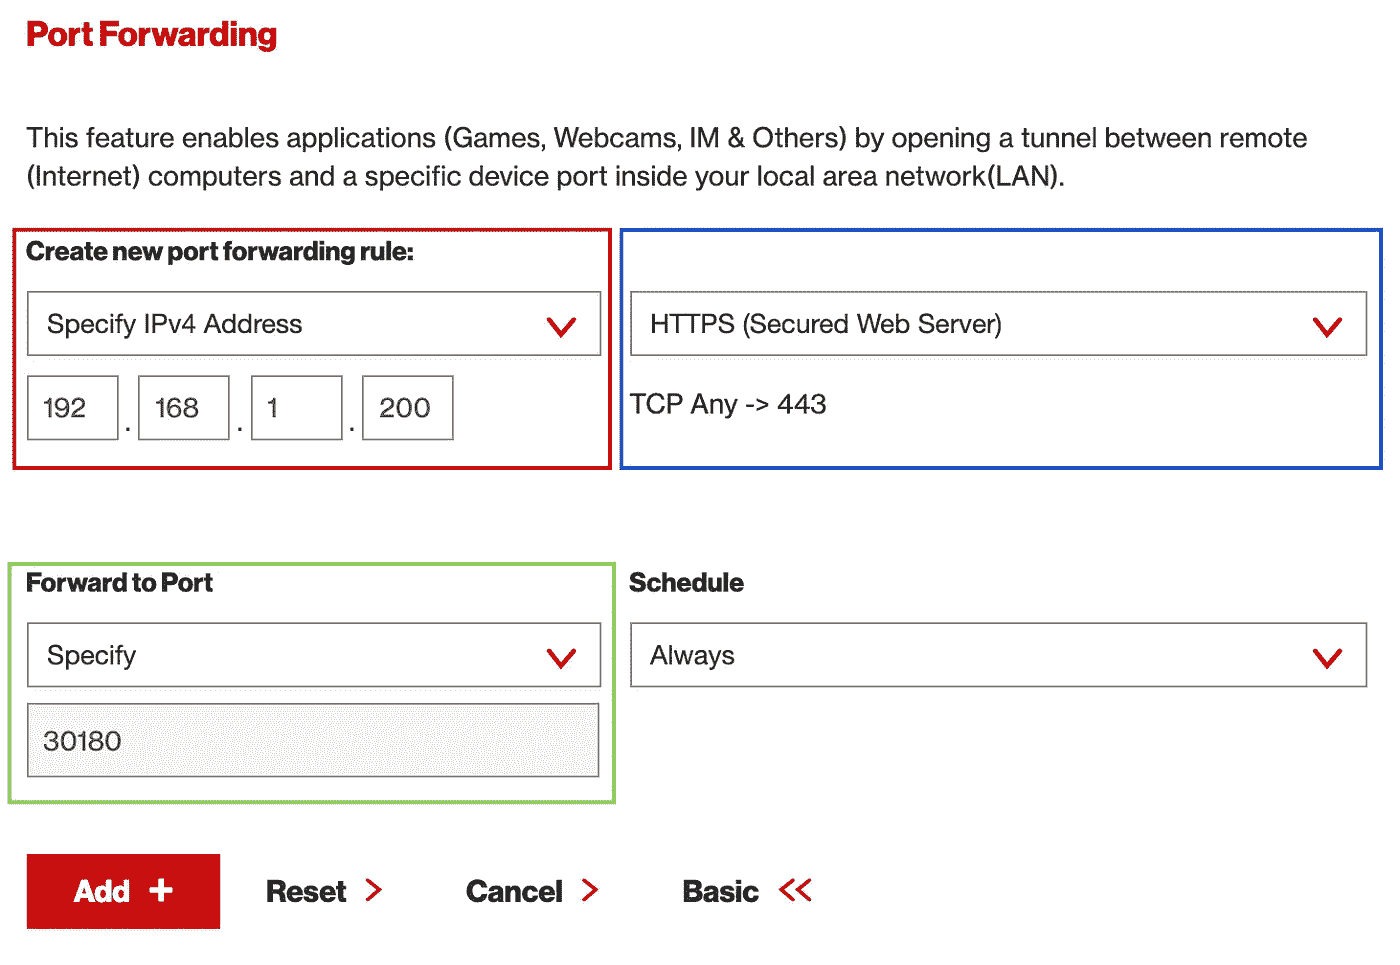 Port Forwarding
This feature enables applications (Games, Webcams, IM & Others) by opening a tunnel between remote
(Internet) computers and a specific device port inside your local area network(LAN).
Create new port forwarding rule:
Specify IPv4 Address
HTTPS (Secured Web Server)
192 . 168 . 1 . 200
TCP Any -> 443
Forward to Port
Schedule
Specify
Always
30180
Add +
Reset >
Cancel >
Basic <<